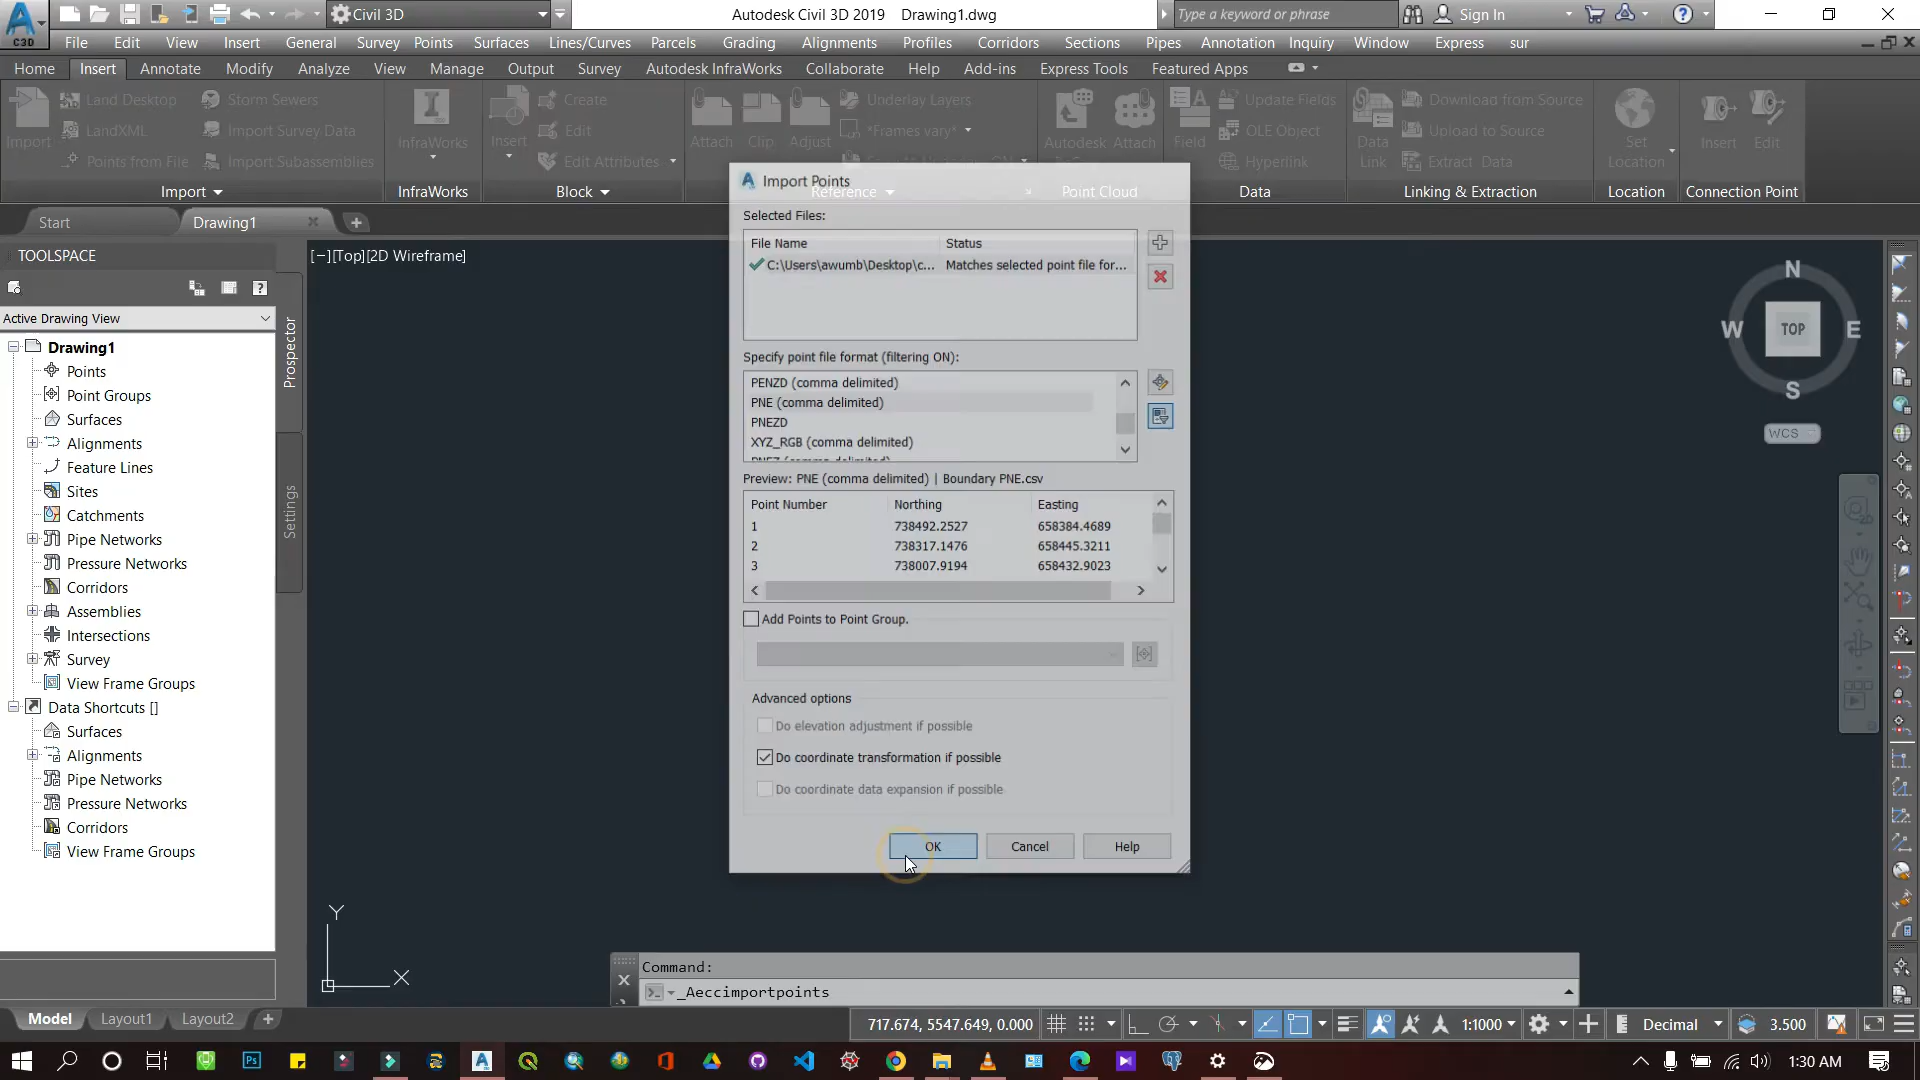 Civil 3D
Autodesk Civil 3D 2019 Drawing1.dwg
Type a keyword or phrase
Sign In
C3D
File Edit View Insert General Survey Points Surfaces Lines/Curves Parcels Grading Alignments Profiles Corridors Sections Pipes Annotation Inquiry Window Express sur
Home Insert Annotate Modify Analyze View Manage Output Survey Autodesk InfraWorks Collaborate Help Add-ins Express Tools Featured Apps
Import
Land Desktop
LandXML
Points from File
Storm Sewers
Import Survey Data
Import Subassemblies
InfraWorks
Insert
Create
Edit
Edit Attributes
Attach
Clip
Adjust
Underlay Layers
*Frames vary*
Autodesk
Attach
Field
Update Fields
OLE Object
Hyperlink
Data
Link
Download from Source
Upload to Source
Extract Data
Set
Location
Insert
Edit
Import
InfraWorks
Block
Reference
Point Cloud
Data
Linking & Extraction
Location
Connection Point
Start
Drawing1
TOOLSPACE
Active Drawing View
Drawing1
Points
Point Groups
Surfaces
Alignments
Feature Lines
Sites
Catchments
Pipe Networks
Pressure Networks
Corridors
Assemblies
Intersections
Survey
View Frame Groups
Data Shortcuts []
Surfaces
Alignments
Pipe Networks
Pressure Networks
Corridors
View Frame Groups
Prospector
Settings
[−][Top][2D Wireframe]
Import Points
Selected Files:
File Name Status
C:\Users\awumb\Desktop\c... Matches selected point file for...
Specify point file format (filtering ON):
PENZD (comma delimited)
PNE (comma delimited)
PNEZD
XYZ_RGB (comma delimited)
Preview: PNE (comma delimited) | Boundary PNE.csv
Point Number Northing Easting
1 738492.2527 658384.4689
2 738317.1476 658445.3211
3 738007.9194 658432.9023
Add Points to Point Group.
Advanced options
Do elevation adjustment if possible
Do coordinate transformation if possible
Do coordinate data expansion if possible
OK Cancel Help
N
W TOP E
S
WCS
Y
X
Command:
_Aeccimportpoints
Model Layout1 Layout2
717.674, 5547.649, 0.000
1:1000
Decimal
3.500
1:30 AM